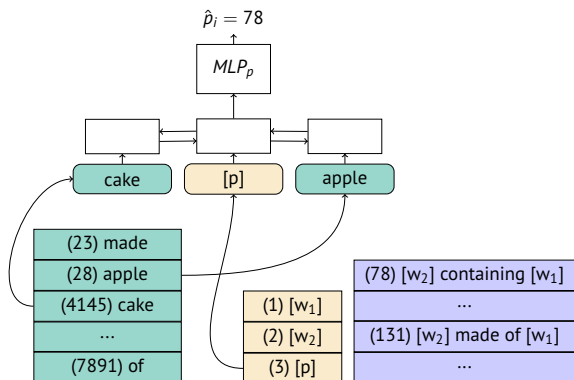 p̂ᵢ = 78
MLPₚ
cake
[p]
apple
(23) made
(28) apple
(4145) cake
...
(7891) of
(1) [w₁]
(2) [w₂]
(3) [p]
(78) [w₂] containing [w₁]
...
(131) [w₂] made of [w₁]
...